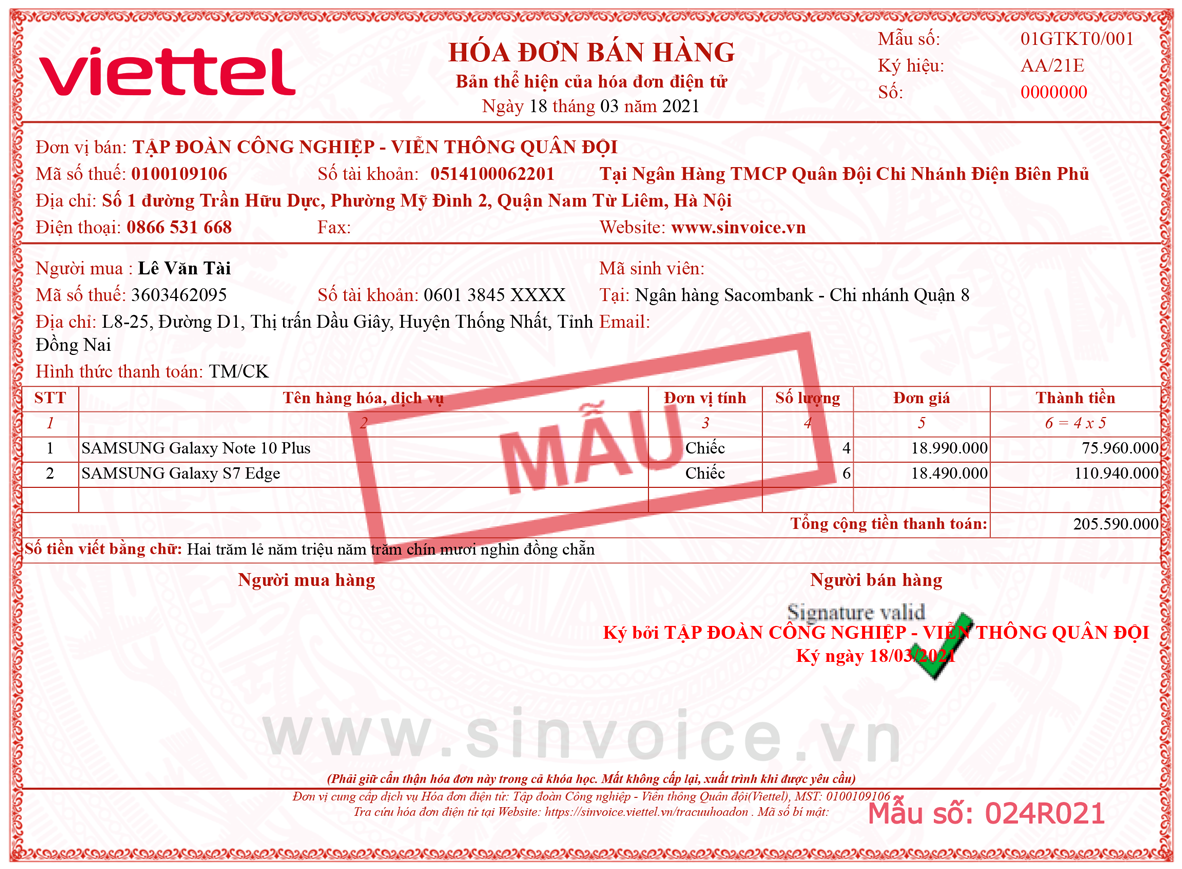 viettel
HÓA ĐƠN BÁN HÀNG
Bản thể hiện của hóa đơn điện tử
Ngày 18 tháng 03 năm 2021
Mẫu số: 01GTKT0/001
Ký hiệu: AA/21E
Số: 0000000
Đơn vị bán: TẬP ĐOÀN CÔNG NGHIỆP - VIỄN THÔNG QUÂN ĐỘI
Mã số thuế: 0100109106 Số tài khoản: 0514100062201 Tại Ngân Hàng TMCP Quân Đội Chi Nhánh Điện Biên Phủ
Địa chỉ: Số 1 đường Trần Hữu Dực, Phường Mỹ Đình 2, Quận Nam Từ Liêm, Hà Nội
Điện thoại: 0866 531 668 Fax: Website: www.sinvoice.vn
Người mua : Lê Văn Tài Mã sinh viên:
Mã số thuế: 3603462095 Số tài khoản: 0601 3845 XXXX Tại: Ngân hàng Sacombank - Chi nhánh Quận 8
Địa chỉ: L8-25, Đường D1, Thị trấn Dầu Giây, Huyện Thống Nhất, Tỉnh Email:
Đồng Nai
Hình thức thanh toán: TM/CK
STT Tên hàng hóa, dịch vụ Đơn vị tính Số lượng Đơn giá Thành tiền
1 2 3 4 5 6 = 4 x 5
1 SAMSUNG Galaxy Note 10 Plus Chiếc 4 18.990.000 75.960.000
2 SAMSUNG Galaxy S7 Edge Chiếc 6 18.490.000 110.940.000
MẪU
Tổng cộng tiền thanh toán: 205.590.000
Số tiền viết bằng chữ: Hai trăm lẻ năm triệu năm trăm chín mươi nghìn đồng chẵn
Người mua hàng Người bán hàng
Signature valid
Ký bởi TẬP ĐOÀN CÔNG NGHIỆP - VIỄN THÔNG QUÂN ĐỘI
Ký ngày 18/03/2021
www.sinvoice.vn
(Phải giữ cẩn thận hóa đơn này trong cả khóa học. Mất không cấp lại, xuất trình khi được yêu cầu)
Đơn vị cung cấp dịch vụ Hóa đơn điện tử: Tập đoàn Công nghiệp - Viễn thông Quân đội(Viettel), MST: 0100109106
Tra cứu hóa đơn điện tử tại Website: https://sinvoice.viettel.vn/tracuuhoadon . Mã số bí mật:
Mẫu số: 024R021